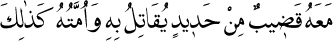 مَعَهُ قَضِيبٌ مِنْ حَدِيدٍ يُقَاتِلُ بِهِ وَاُمَّتُهُ كَذٰلِكَ